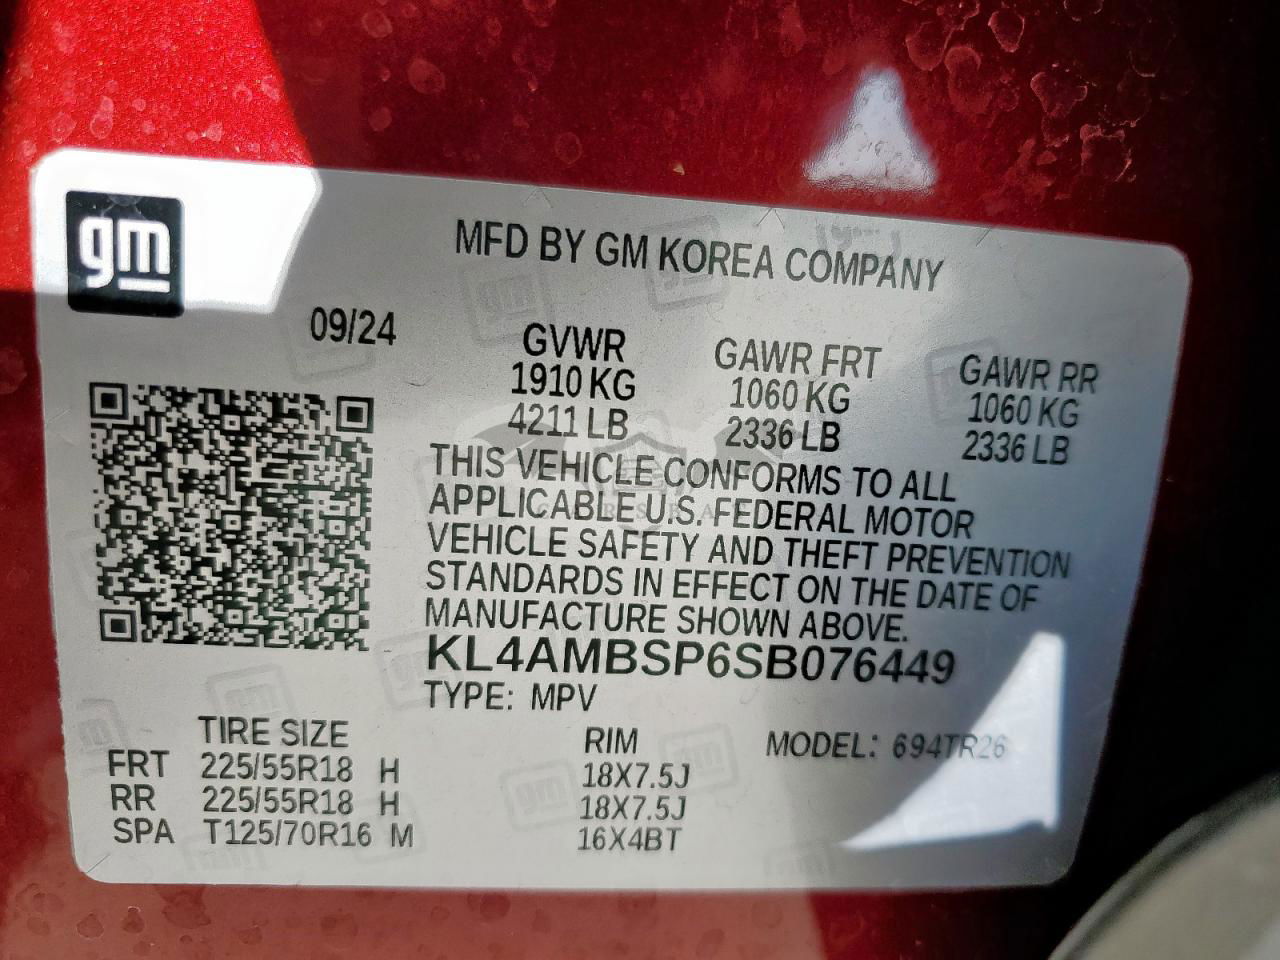 gm
MFD BY GM KOREA COMPANY
09/24
GVWR GAWR FRT GAWR RR
1910 KG 1060 KG 1060 KG
4211 LB 2336 LB 2336 LB
THIS VEHICLE CONFORMS TO ALL
APPLICABLE U.S. FEDERAL MOTOR
VEHICLE SAFETY AND THEFT PREVENTION
STANDARDS IN EFFECT ON THE DATE OF
MANUFACTURE SHOWN ABOVE.
KL4AMBSP6SB076449
TYPE: MPV
TIRE SIZE RIM MODEL: 694TR26
FRT 225/55R18 H 18X7.5J
RR 225/55R18 H 18X7.5J
SPA T125/70R16 M 16X4BT